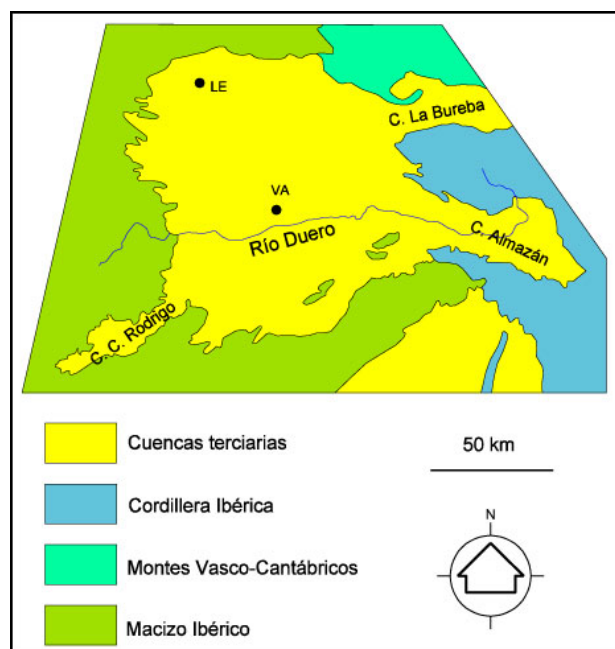 LE
C. La Bureba
VA
Río Duero
C. Almazán
C. C. Rodrigo
Cuencas terciarias
50 km
Cordillera Ibérica
N
Montes Vasco-Cantábricos
Macizo Ibérico